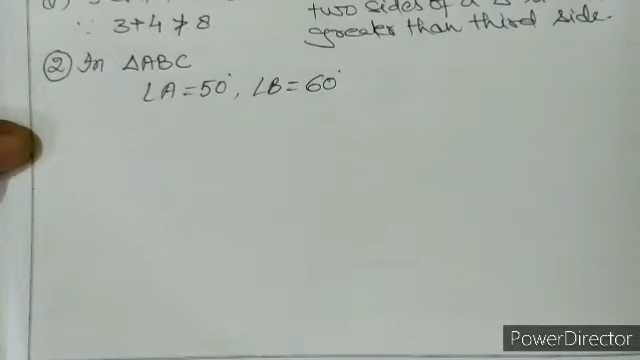 two sides of a Δ
∵ 3+4 ≯ 8
greater than third side.
② In ΔABC
∠A = 50°, ∠B = 60°
PowerDirector